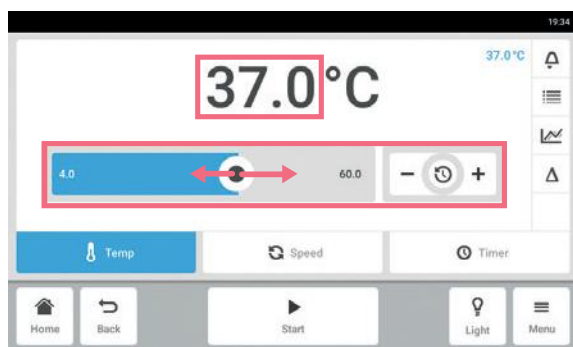 19:34
37.0 °C
37.0 °C
4.0
60.0
− +
Temp
Speed
Timer
Home
Back
Start
Light
Menu